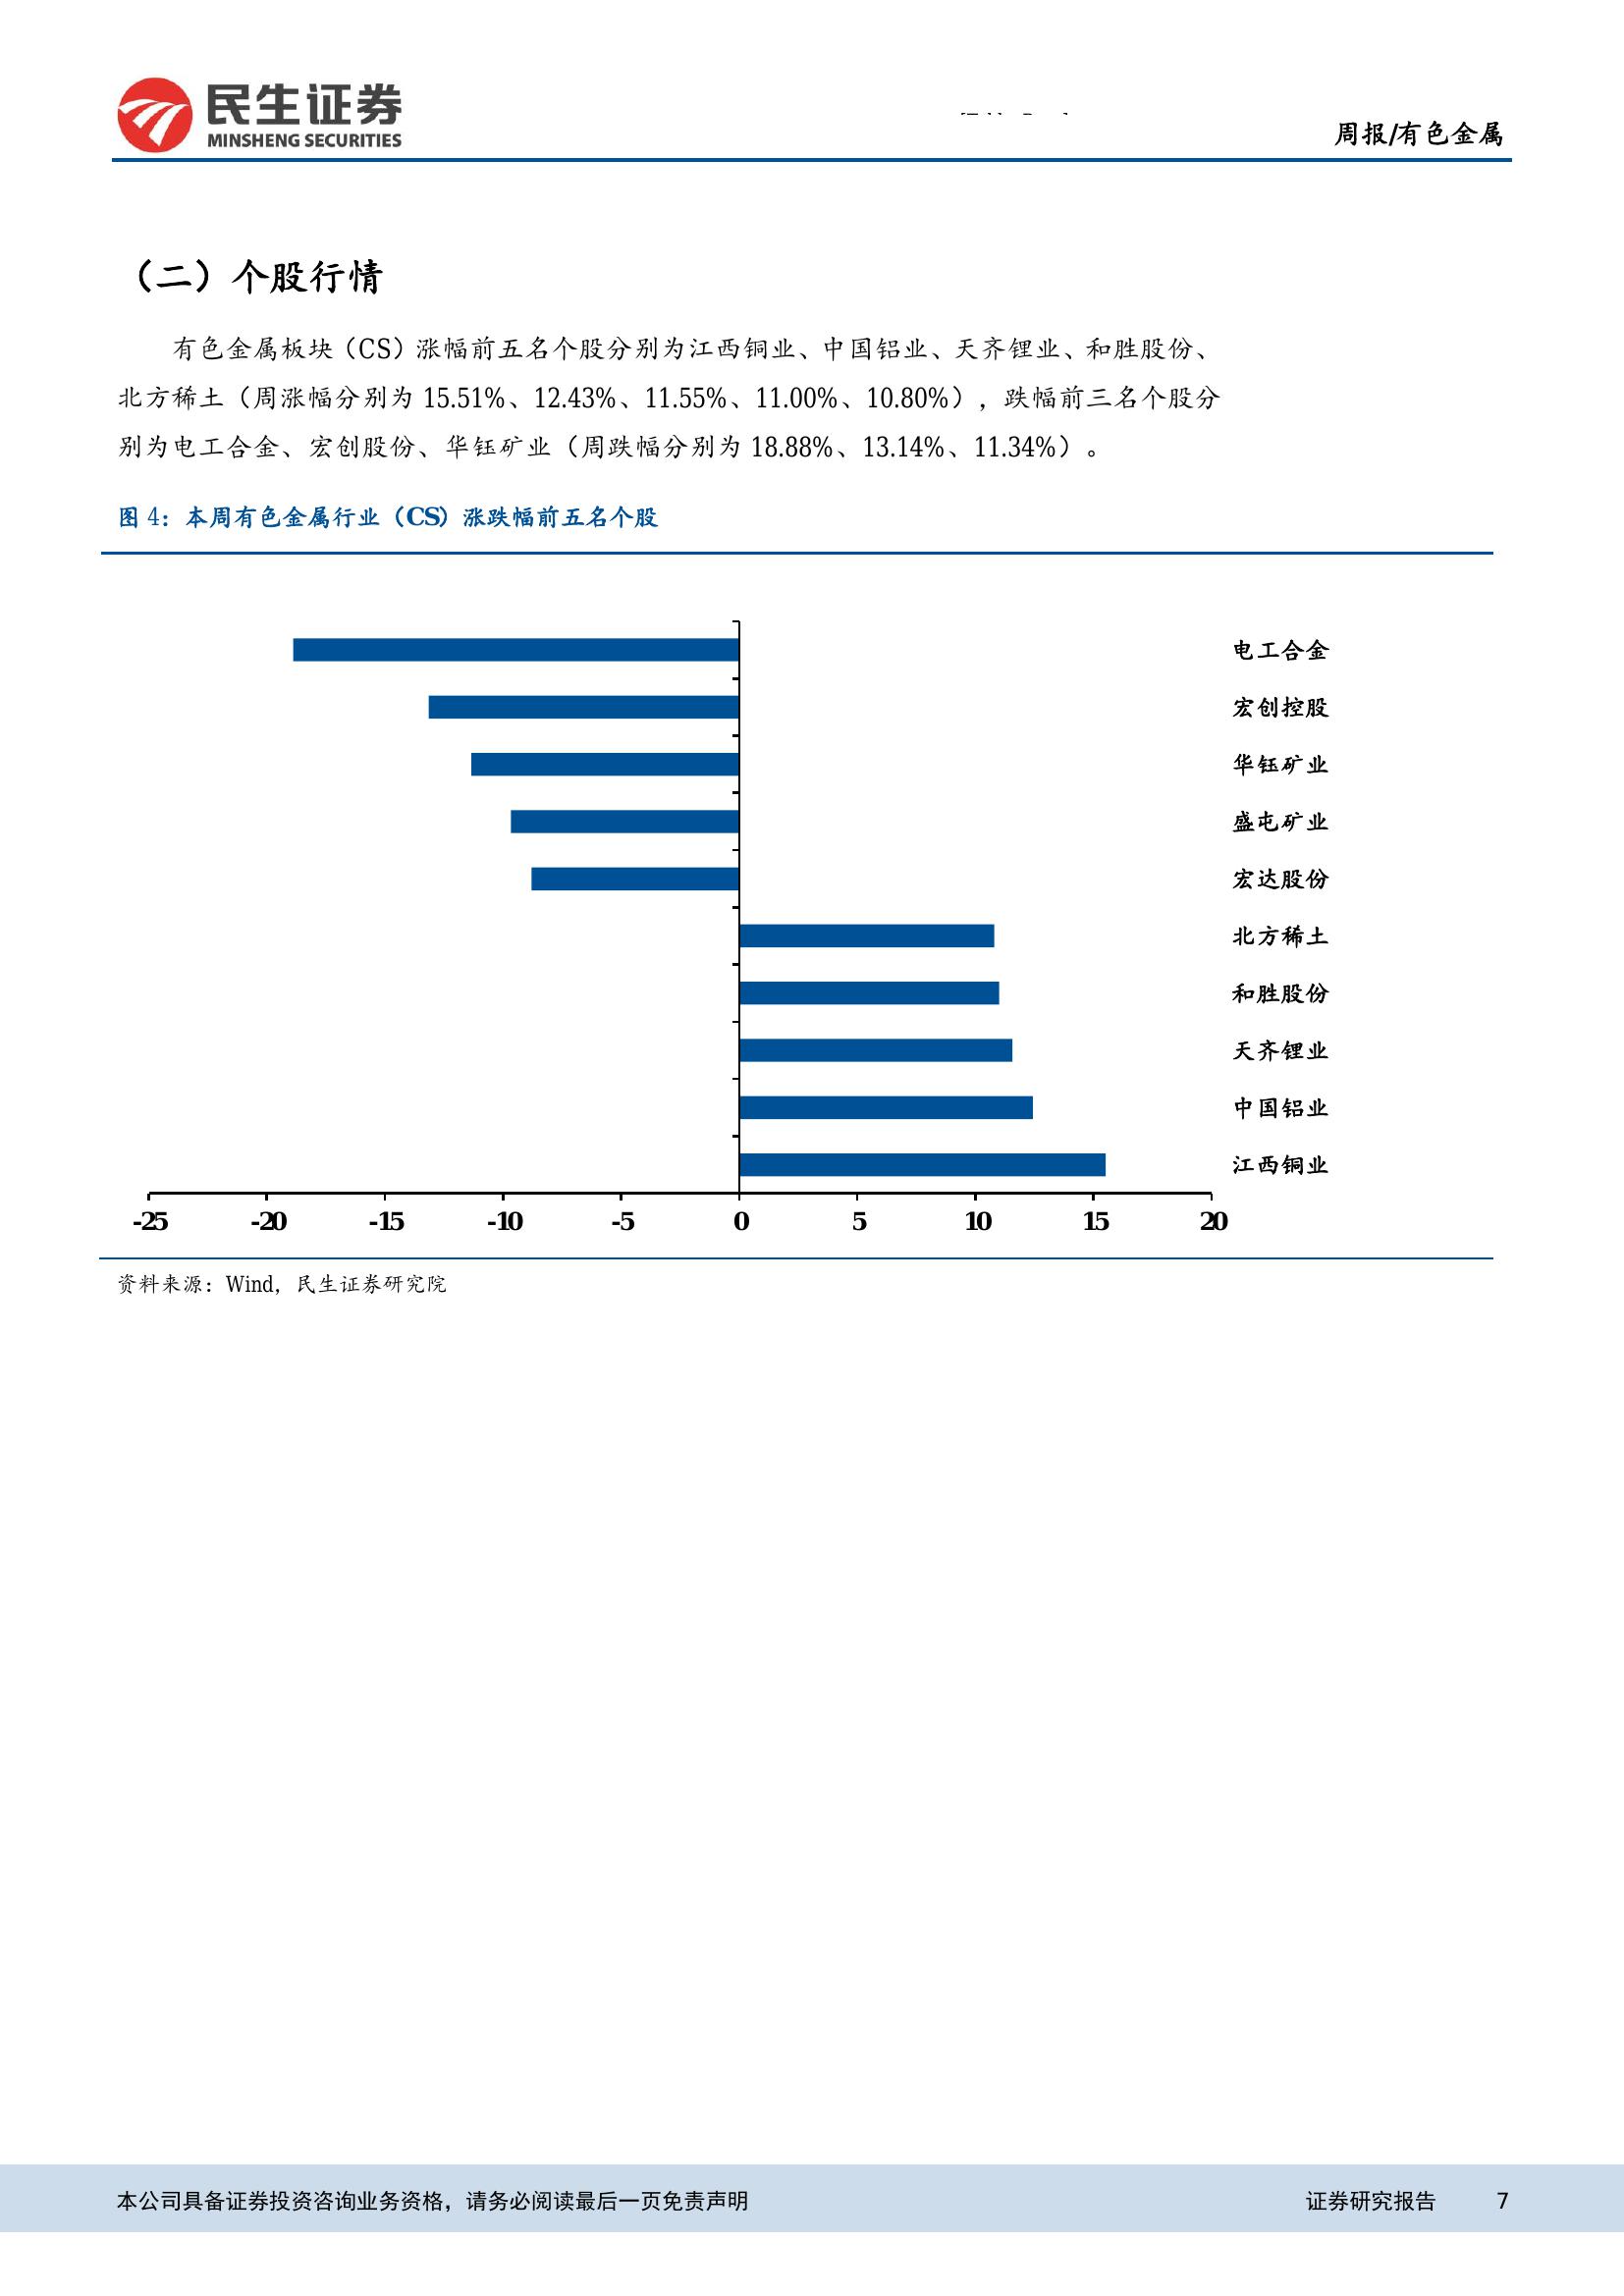 民生证券
MINSHENG SECURITIES
周报/有色金属
（二）个股行情
有色金属板块（CS）涨幅前五名个股分别为江西铜业、中国铝业、天齐锂业、和胜股份、
北方稀土（周涨幅分别为 15.51%、12.43%、11.55%、11.00%、10.80%），跌幅前三名个股分
别为电工合金、宏创股份、华钰矿业（周跌幅分别为 18.88%、13.14%、11.34%）。
图 4：本周有色金属行业（CS）涨跌幅前五名个股
电工合金
宏创控股
华钰矿业
盛屯矿业
宏达股份
北方稀土
和胜股份
天齐锂业
中国铝业
江西铜业
-25 -20 -15 -10 -5 0 5 10 15 20
资料来源：Wind，民生证券研究院
本公司具备证券投资咨询业务资格，请务必阅读最后一页免责声明 证券研究报告 7